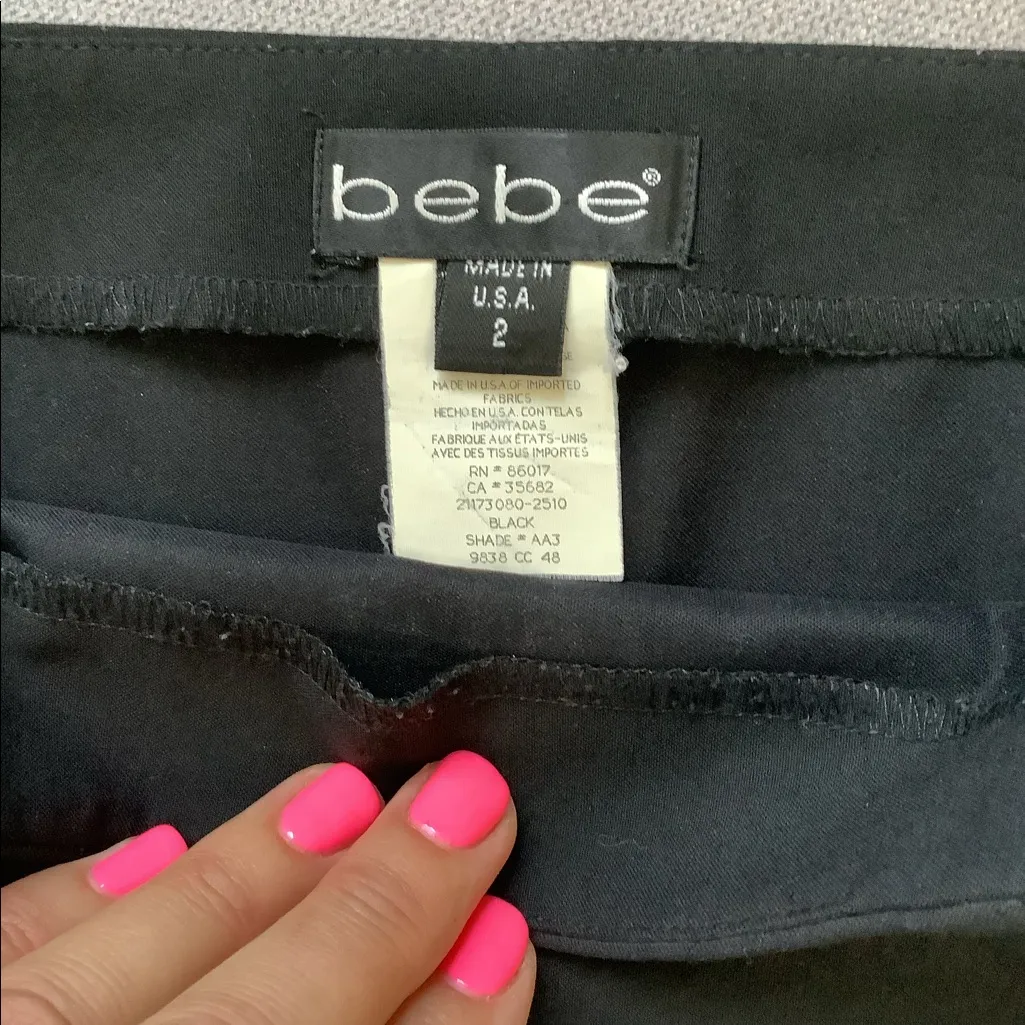 bebe®
MADE IN
U.S.A.
2
MADE IN U.S.A. OF IMPORTED
FABRICS
HECHO EN U.S.A. CON TELAS
IMPORTADAS
FABRIQUE AUX ÉTATS-UNIS
AVEC DES TISSUS IMPORTES
RN # 86017
CA # 35682
21173080-2510
BLACK
SHADE # AA3
9838 CC 48